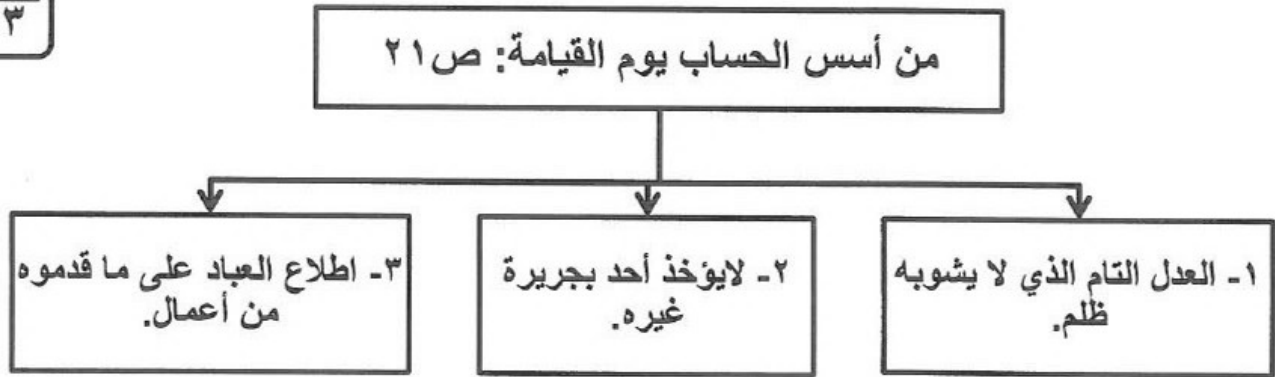 ٣
من أسس الحساب يوم القيامة: ص٢١
١- العدل التام الذي لا يشوبه
ظلم.
٢- لايؤخذ أحد بجريرة
غيره.
٣- اطلاع العباد على ما قدموه
من أعمال.